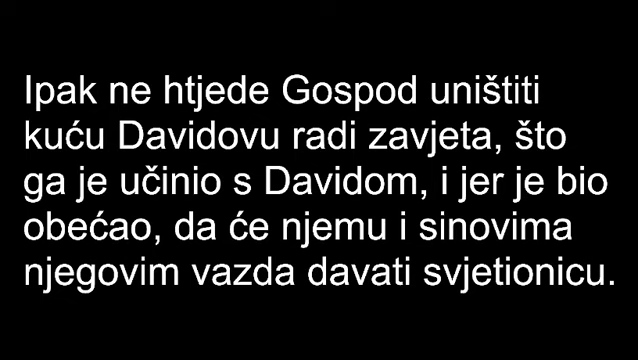 Ipak ne htjede Gospod uništiti
kuću Davidovu radi zavjeta, što
ga je učinio s Davidom, i jer je bio
obećao, da će njemu i sinovima
njegovim vazda davati svjetionicu.